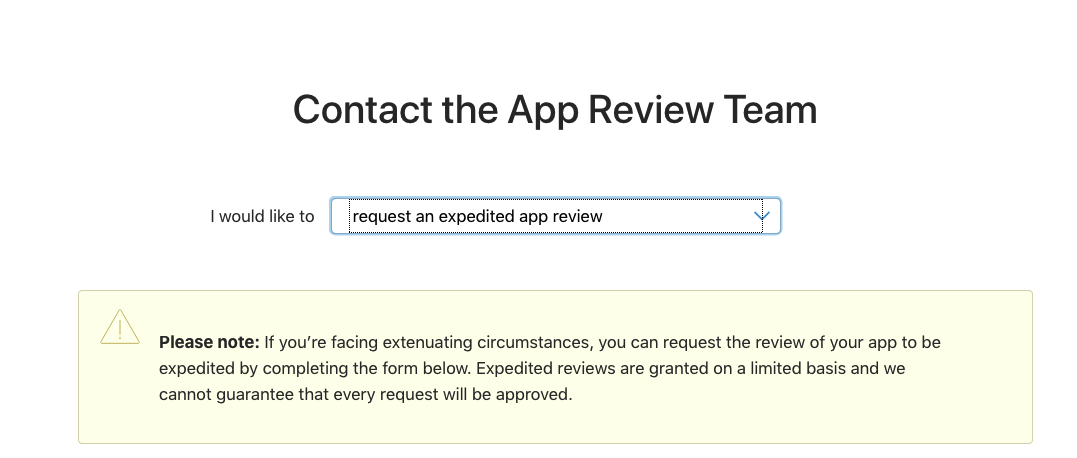 Contact the App Review Team
I would like to request an expedited app review
Please note: If you’re facing extenuating circumstances, you can request the review of your app to be
expedited by completing the form below. Expedited reviews are granted on a limited basis and we
cannot guarantee that every request will be approved.